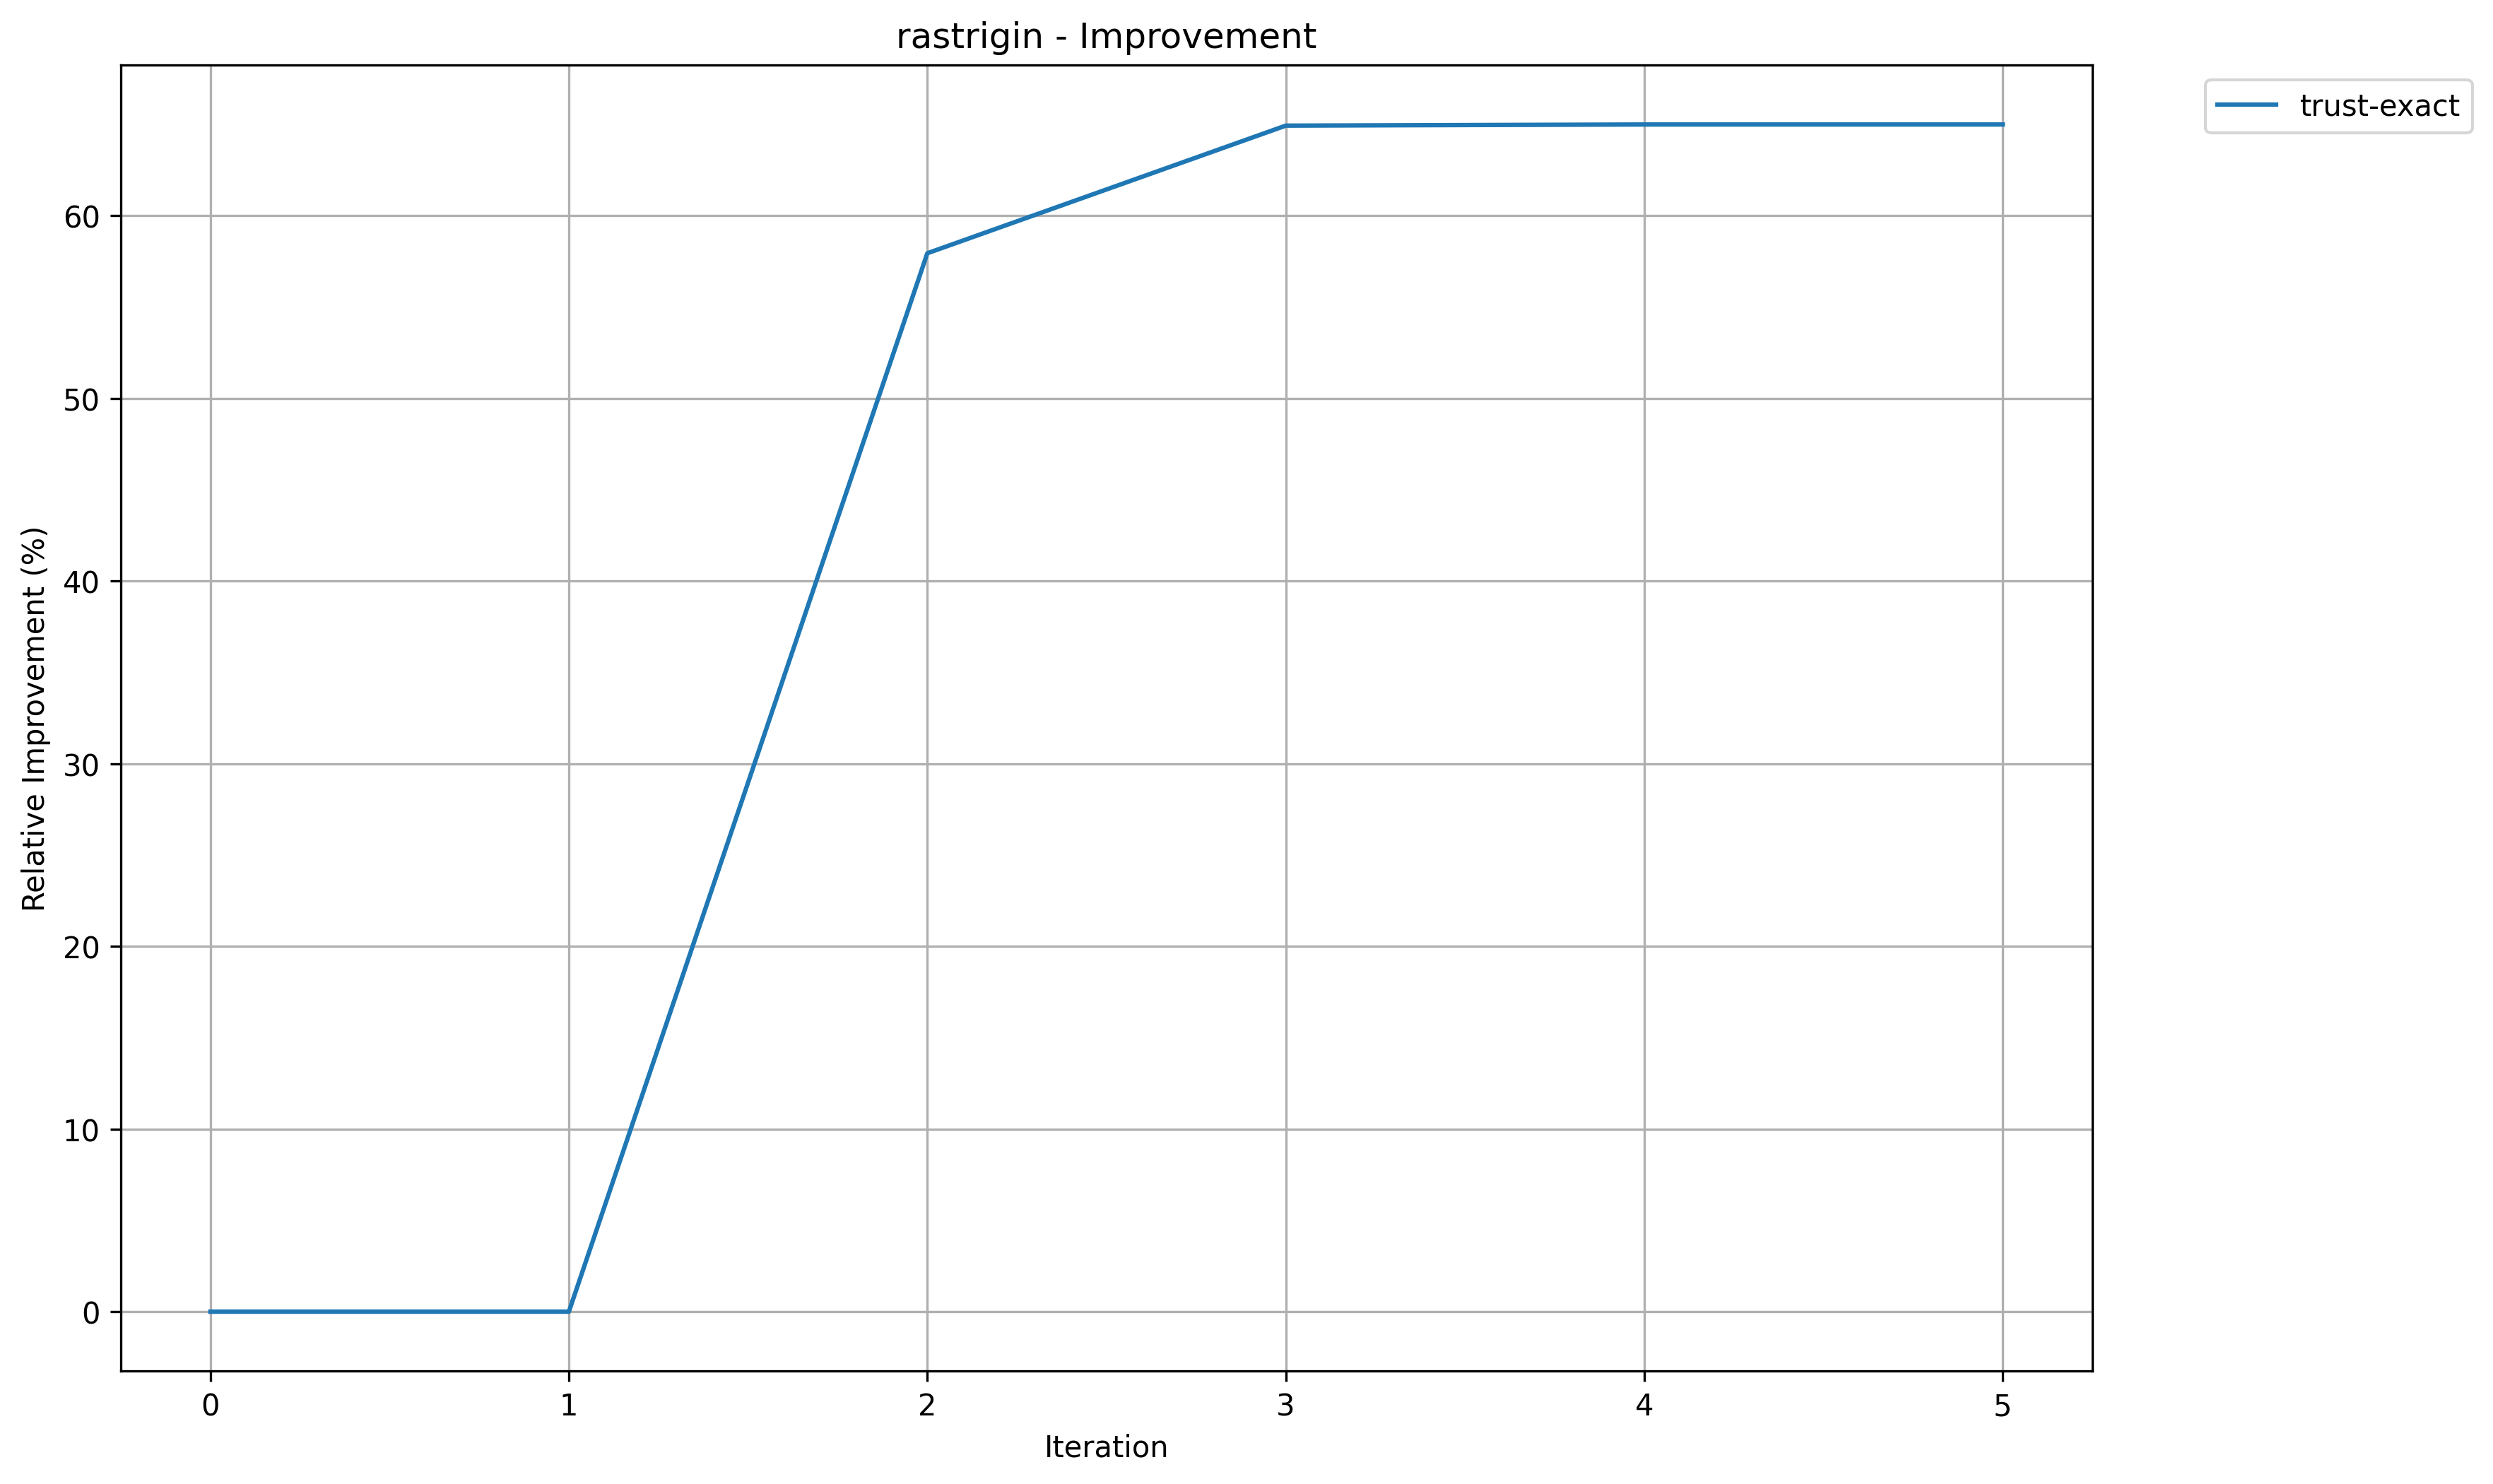 rastrigin - Improvement
trust-exact
Relative Improvement (%)
60
50
40
30
20
10
0
0 1 2 3 4 5
Iteration